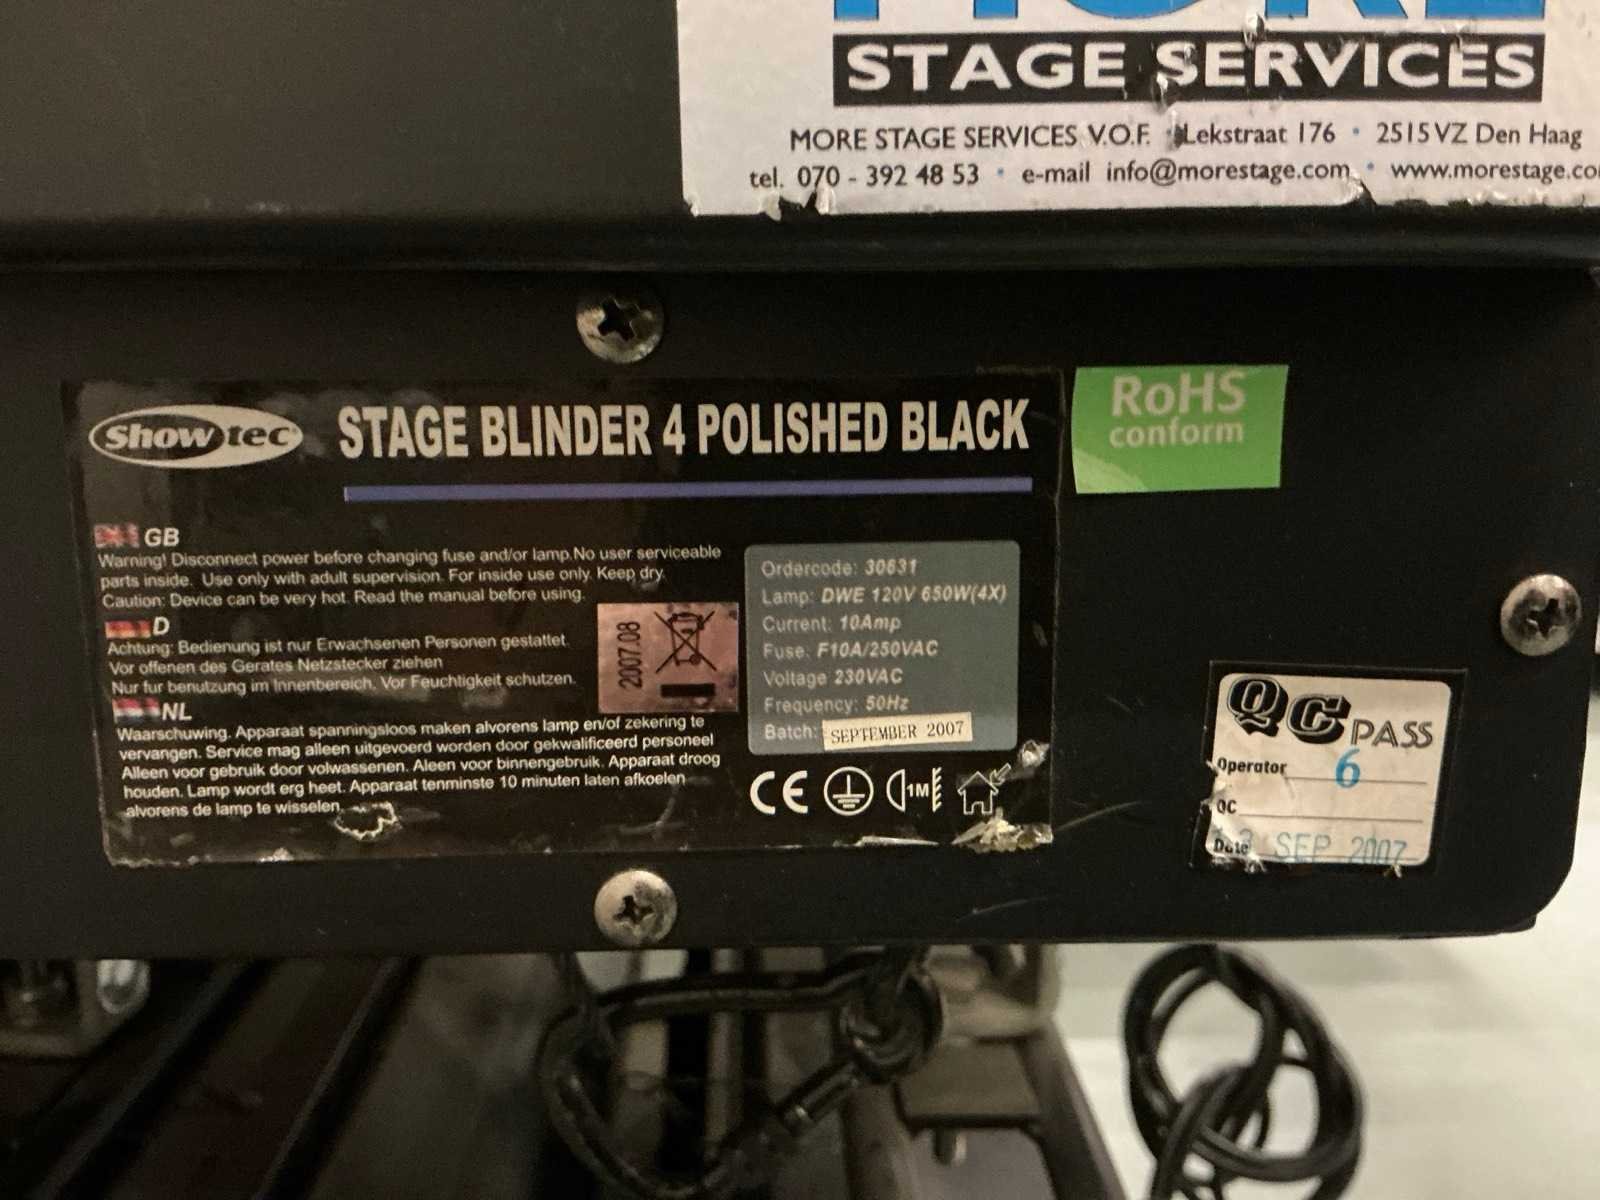 STAGE SERVICES
MORE STAGE SERVICES V.O.F. Lekstraat 176 • 2515 VZ Den Haag
tel. 070 - 392 48 53 • e-mail info@morestage.com • www.morestage.co
Showtec
STAGE BLINDER 4 POLISHED BLACK
RoHS
conform
GB
Warning! Disconnect power before changing fuse and/or lamp.No user serviceable
parts inside. Use only with adult supervision. For inside use only. Keep dry.
Caution: Device can be very hot. Read the manual before using.
D
Achtung: Bedienung ist nur Erwachsenen Personen gestattet.
Vor offenen des Gerates Netzstecker ziehen
Nur fur benutzung im Innenbereich. Vor Feuchtigkeit schutzen.
2007.08
NL
Waarschuwing. Apparaat spanningsloos maken alvorens lamp en/of zekering te
vervangen. Service mag alleen uitgevoerd worden door gekwalificeerd personeel
Alleen voor gebruik door volwassenen. Aleen voor binnengebruik. Apparaat droog
houden. Lamp wordt erg heet. Apparaat tenminste 10 minuten laten afkoelen
alvorens de lamp te wisselen.
Ordercode: 30631
Lamp: DWE 120V 650W(4X)
Current: 10Amp
Fuse: F10A/250VAC
Voltage 230VAC
Frequency: 50Hz
Batch: SEPTEMBER 2007
CE
1M
QC PASS
Operator 6
QC
Date SEP 2007